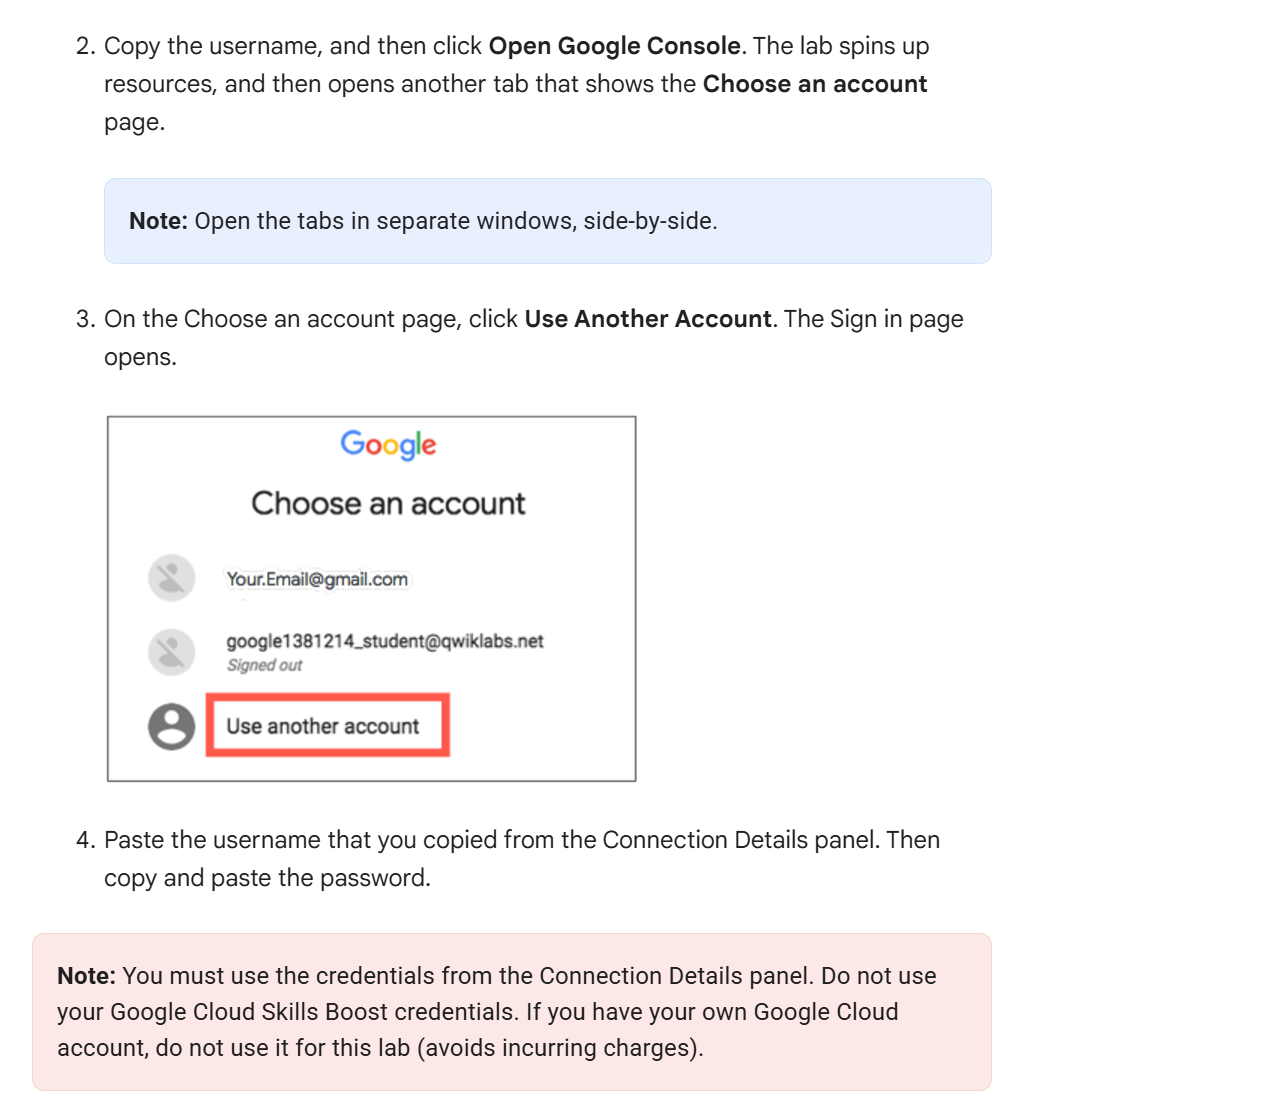 2. Copy the username, and then click Open Google Console. The lab spins up
resources, and then opens another tab that shows the Choose an account
page.
Note: Open the tabs in separate windows, side-by-side.
3. On the Choose an account page, click Use Another Account. The Sign in page
opens.
Google
Choose an account
Your.Email@gmail.com
google1381214_student@qwiklabs.net
Signed out
Use another account
4. Paste the username that you copied from the Connection Details panel. Then
copy and paste the password.
Note: You must use the credentials from the Connection Details panel. Do not use
your Google Cloud Skills Boost credentials. If you have your own Google Cloud
account, do not use it for this lab (avoids incurring charges).